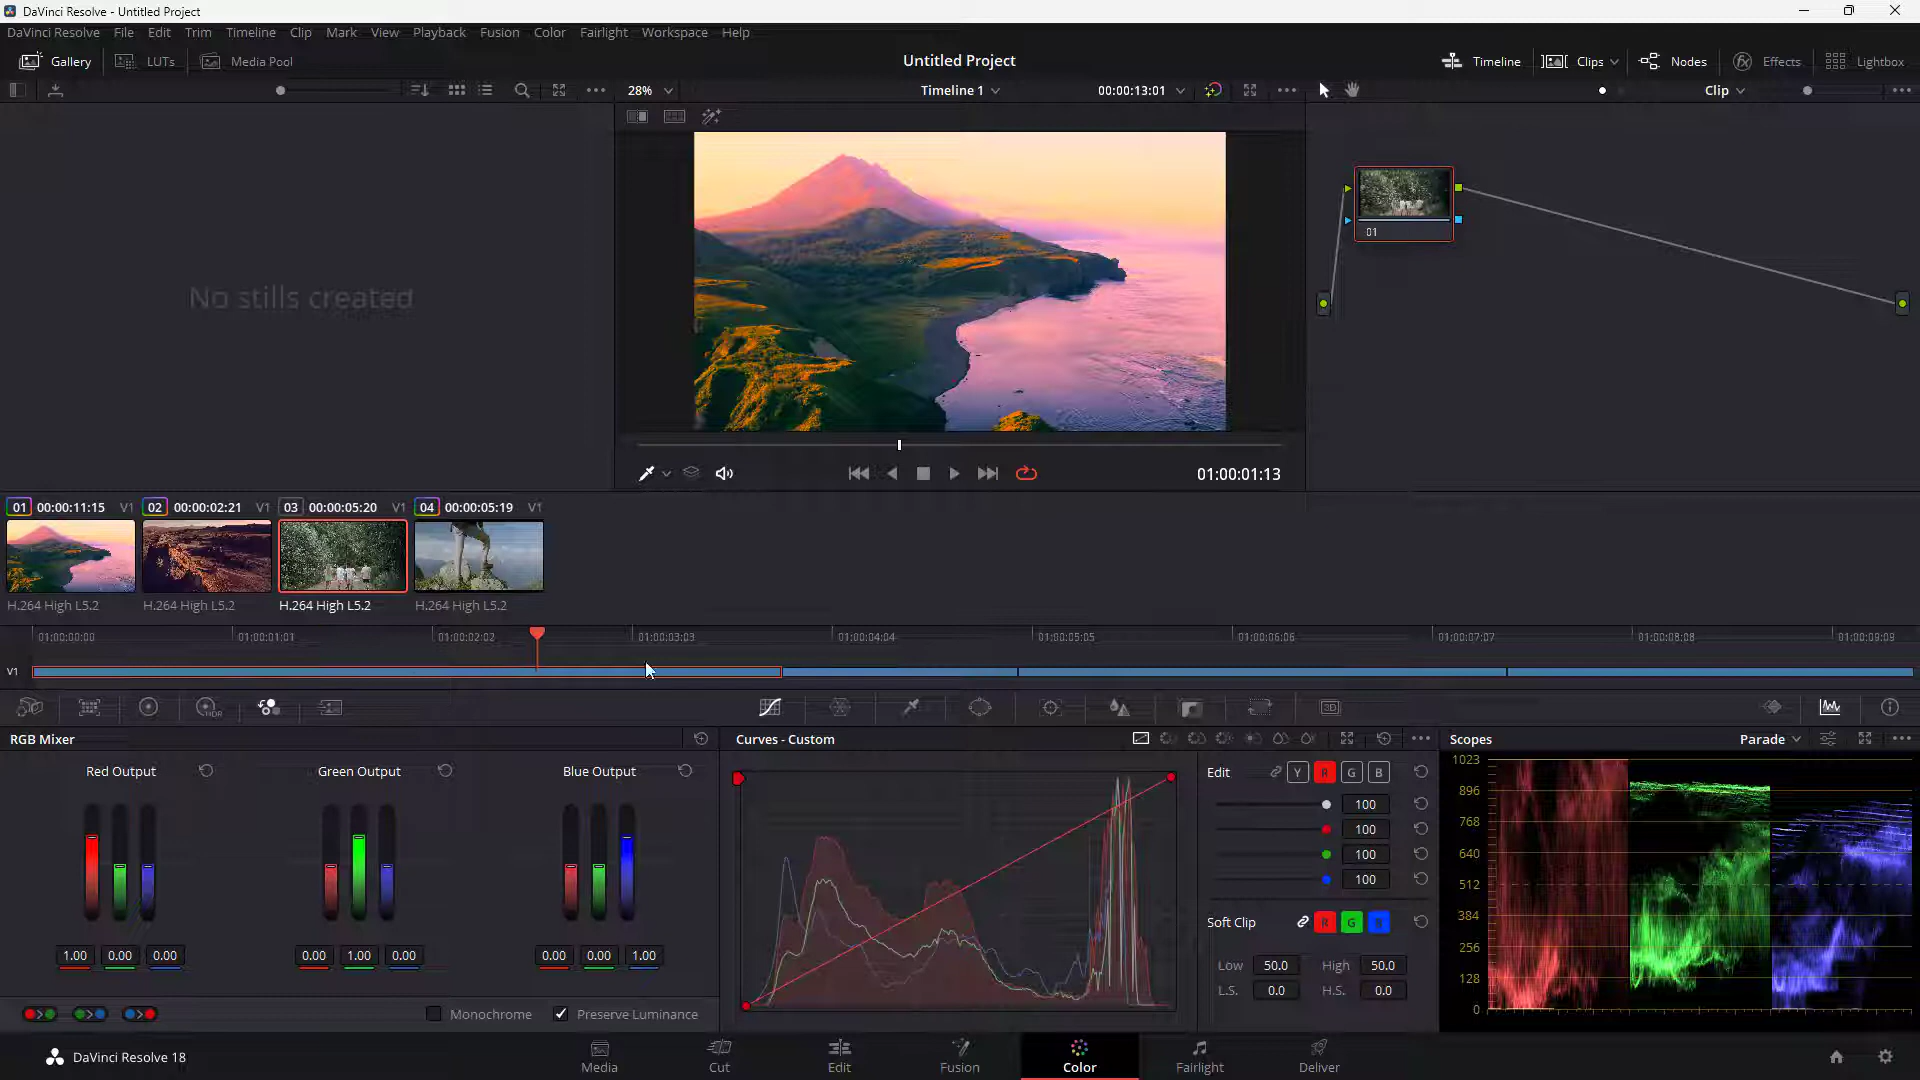 DaVinci Resolve - Untitled Project
DaVinci Resolve File Edit Trim Timeline Clip Mark View Playback Fusion Color Fairlight Workspace Help
Gallery LUTs Media Pool Untitled Project Timeline Clips Nodes fx Effects Lightbox
28% Timeline 1 00:00:13:01 Clip
No stills created
01
01:00:01:13
01 00:00:11:15 V1 02 00:00:02:21 V1 03 00:00:05:20 V1 04 00:00:05:19 V1
H.264 High L5.2 H.264 High L5.2 H.264 High L5.2 H.264 High L5.2
01:00:00:00 01:00:01:01 01:00:02:02 01:00:03:03 01:00:04:04 01:00:05:05 01:00:06:06 01:00:07:07 01:00:08:08 01:00:09:09
V1
HDR 3D
RGB Mixer Curves - Custom Scopes Parade
Red Output Green Output Blue Output
Edit Y R G B
100
100
100
100
Soft Clip R G B
Low 50.0 High 50.0
L.S. 0.0 H.S. 0.0
1023
896
768
640
512
384
256
128
0
1.00 0.00 0.00 0.00 1.00 0.00 0.00 0.00 1.00
Monochrome Preserve Luminance
DaVinci Resolve 18 Media Cut Edit Fusion Color Fairlight Deliver